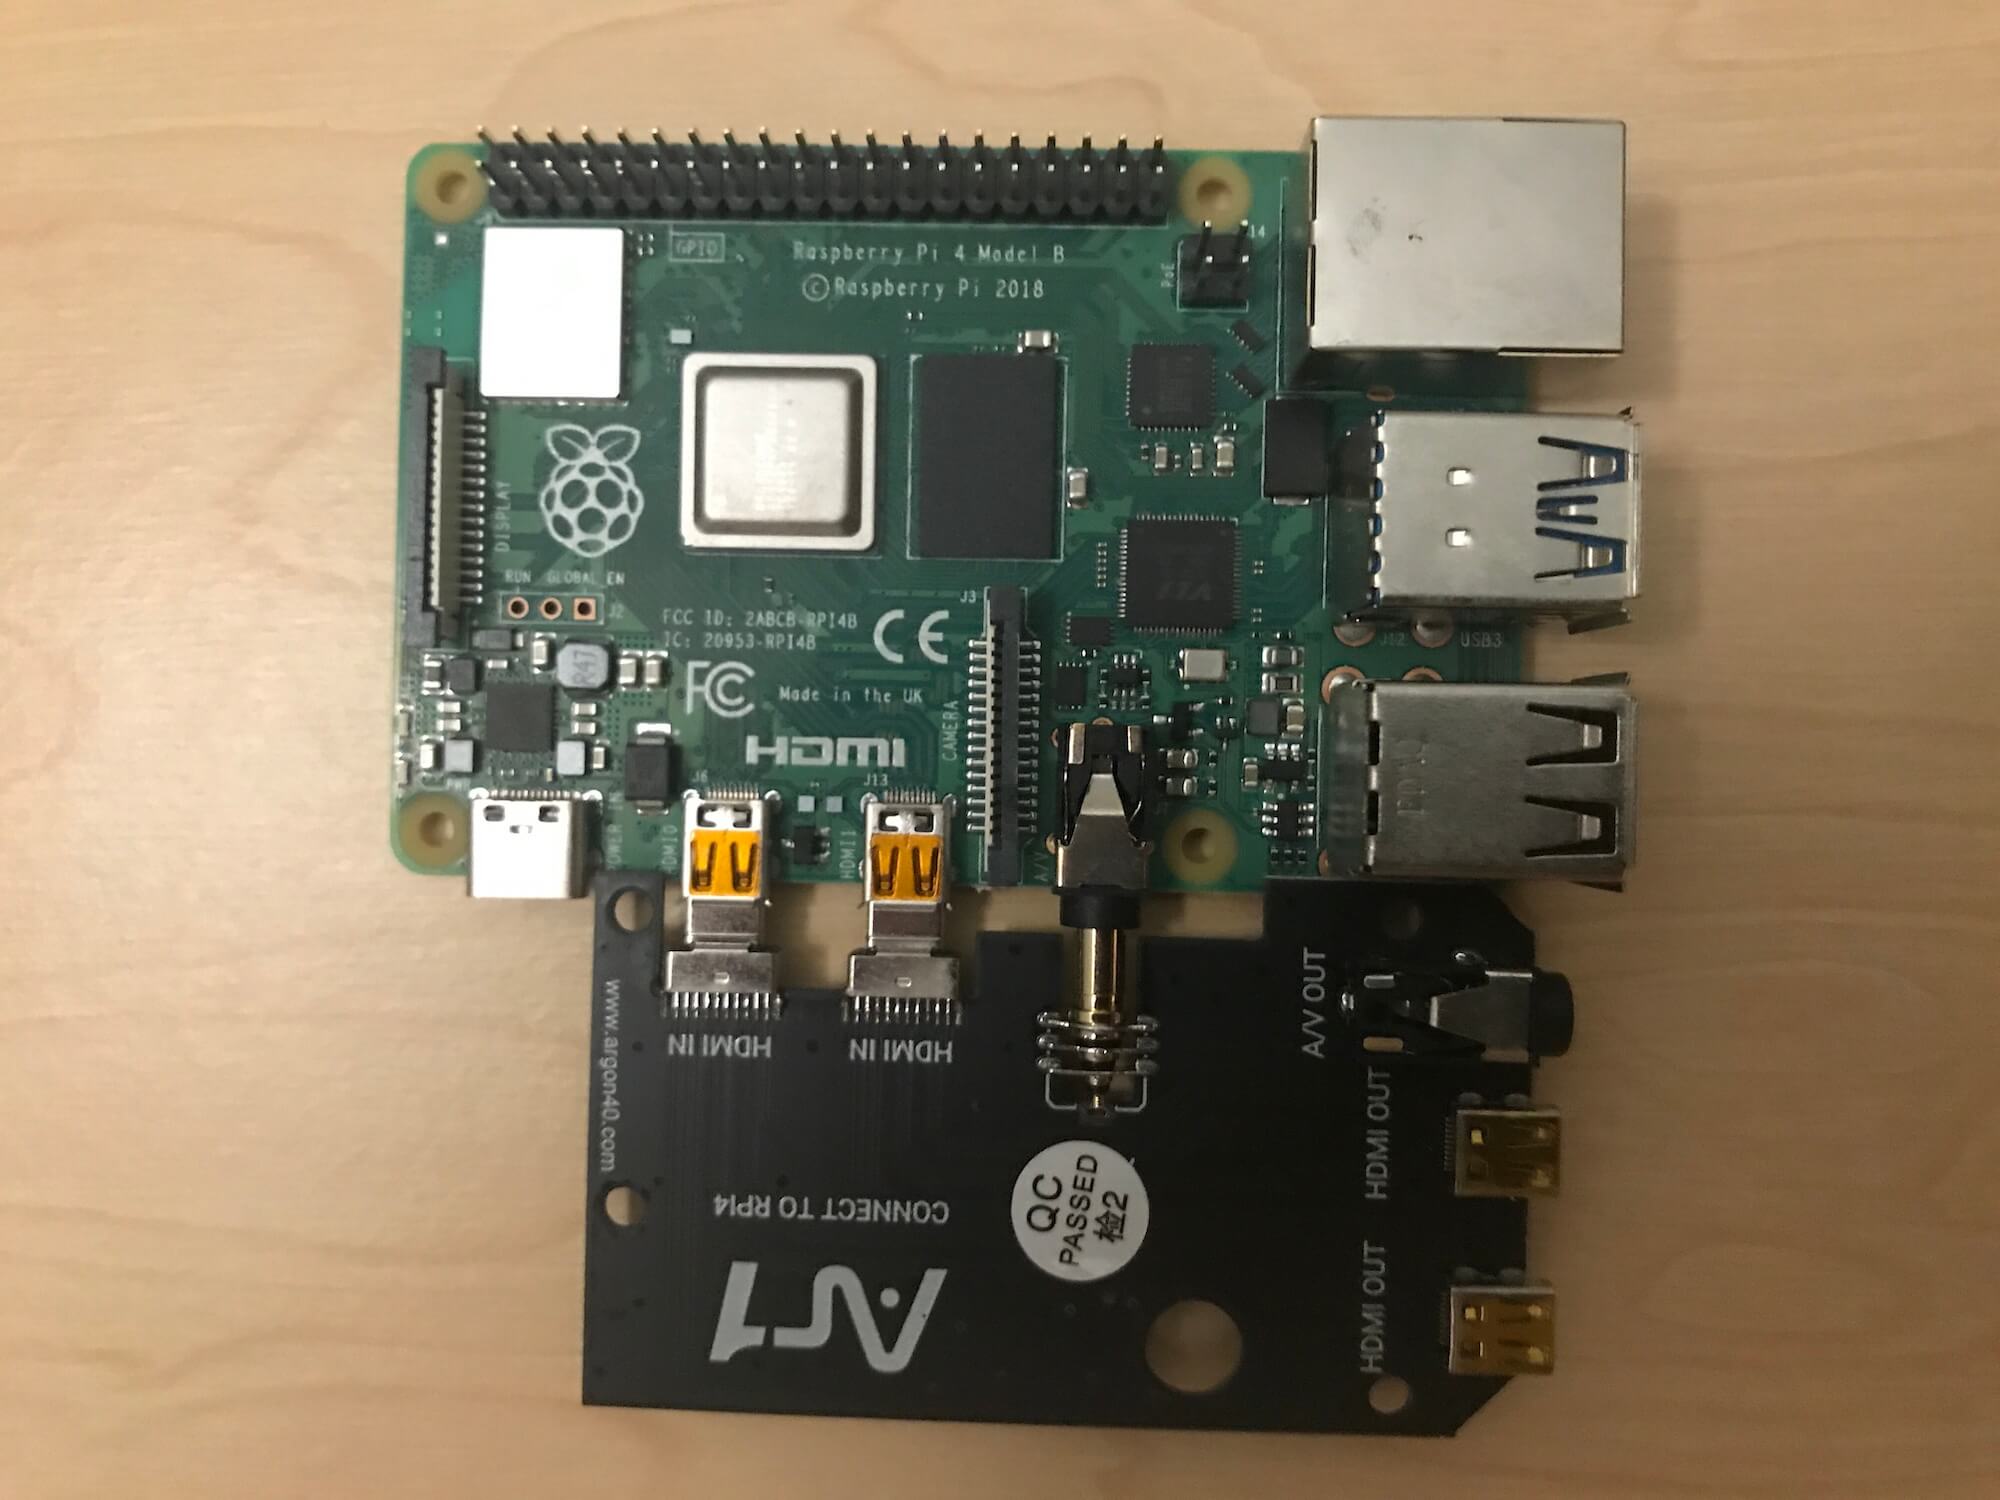 GPIO
Raspberry Pi 4 Model B
©Raspberry Pi 2018
PoE
J14
DISPLAY
RUN GLOBAL_EN
J2
FCC ID: 2ABCB-RPI4B
IC: 20953-RPI4B
CE
FC
Made in the UK
HDMI
J3
CAMERA
VLI
R47
J12
USB3
J6
J13
POWER IN
HDMI0
HDMI1
A/V
www.argon40.com
HDMI IN
HDMI IN
A/V OUT
HDMI OUT
HDMI OUT
CONNECT TO RPI4
QC
PASSED
检2
Ar1